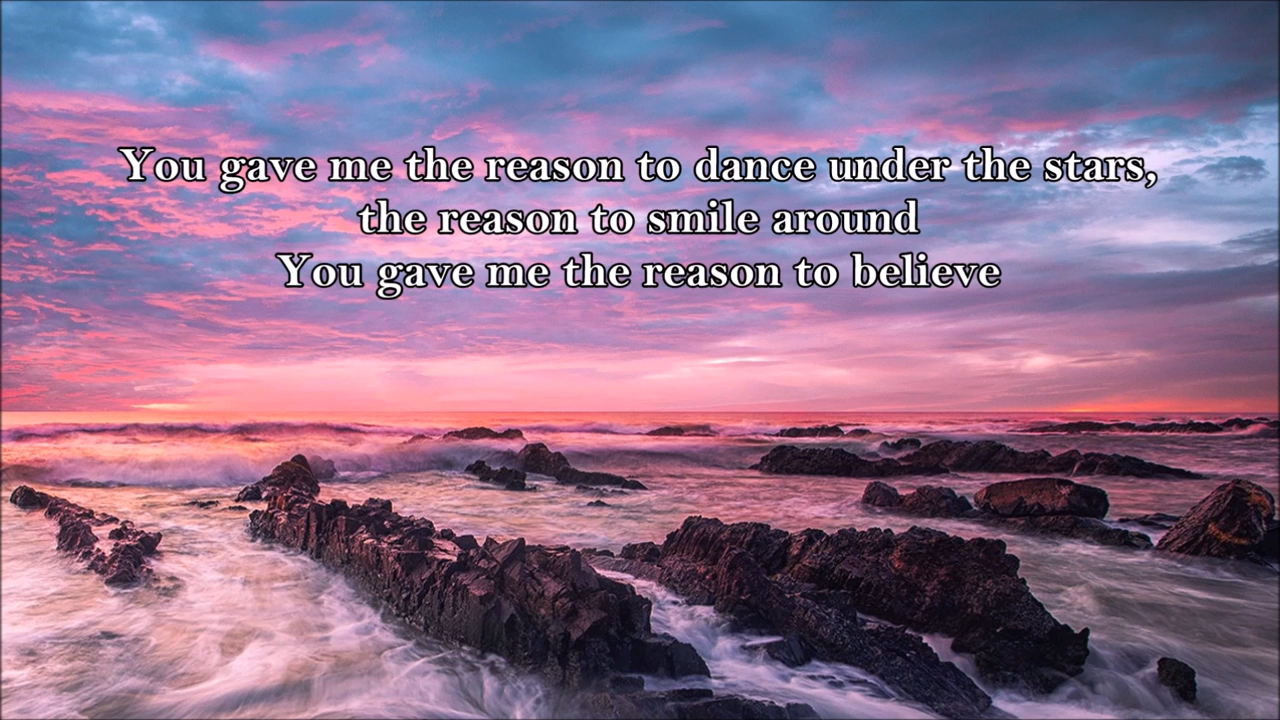 You gave me the reason to dance under the stars,
the reason to smile around
You gave me the reason to believe